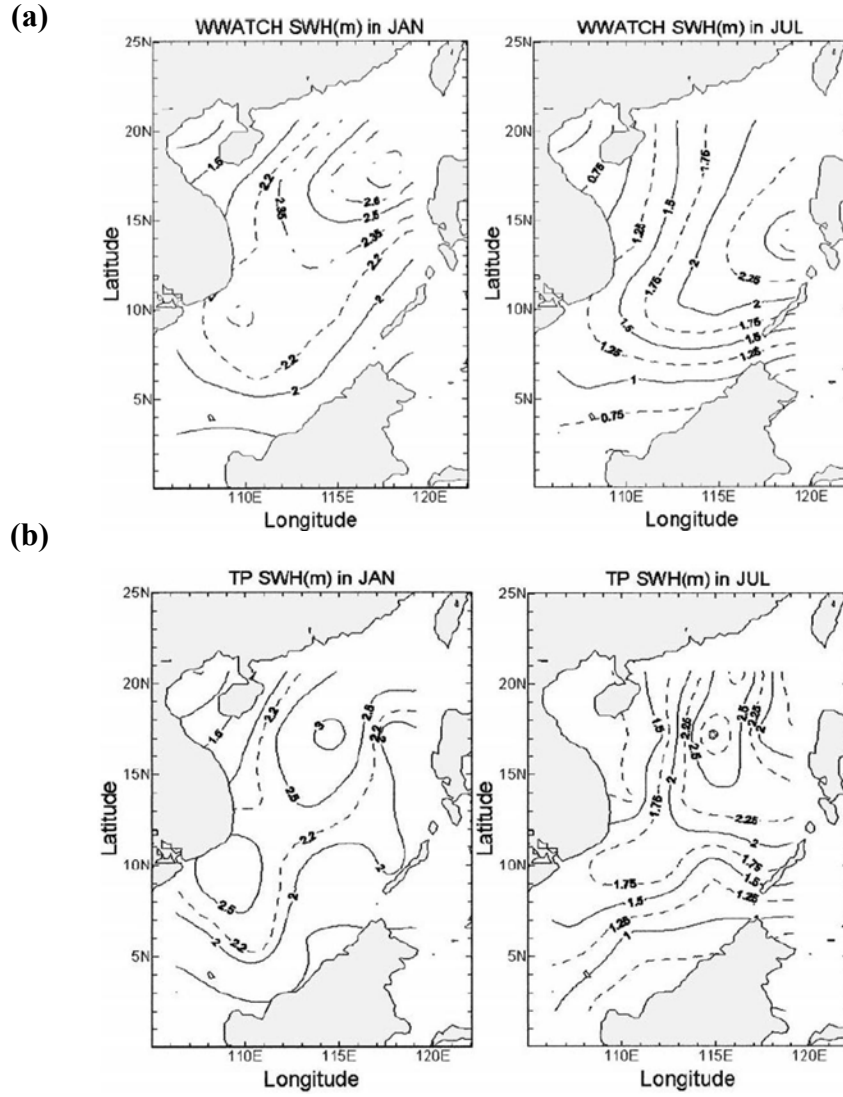 (a)
WWATCH SWH(m) in JAN
WWATCH SWH(m) in JUL
25N
20N
15N
10N
5N
Latitude
110E
115E
120E
Longitude
1.5
2.2
2.35
2.6
2.5
2.35
2.2
2
2.2
2
25N
20N
15N
10N
5N
Latitude
110E
115E
120E
Longitude
0.75
1.25
1.5
1.75
2
2.25
1.75
2
1.75
1.5
1.25
1.5
1.25
1
0.75
(b)
TP SWH(m) in JAN
TP SWH(m) in JUL
25N
20N
15N
10N
5N
Latitude
110E
115E
120E
Longitude
1.5
2.2
3
2.5
2.2
2
2.5
2.2
2
2.5
2.2
2
25N
20N
15N
10N
5N
Latitude
110E
115E
120E
Longitude
1.5
2.25
2.5
2.5
2.25
2
2
1.75
2.25
2
1.75
1.5
1.25
1.75
1.5
1.25
1